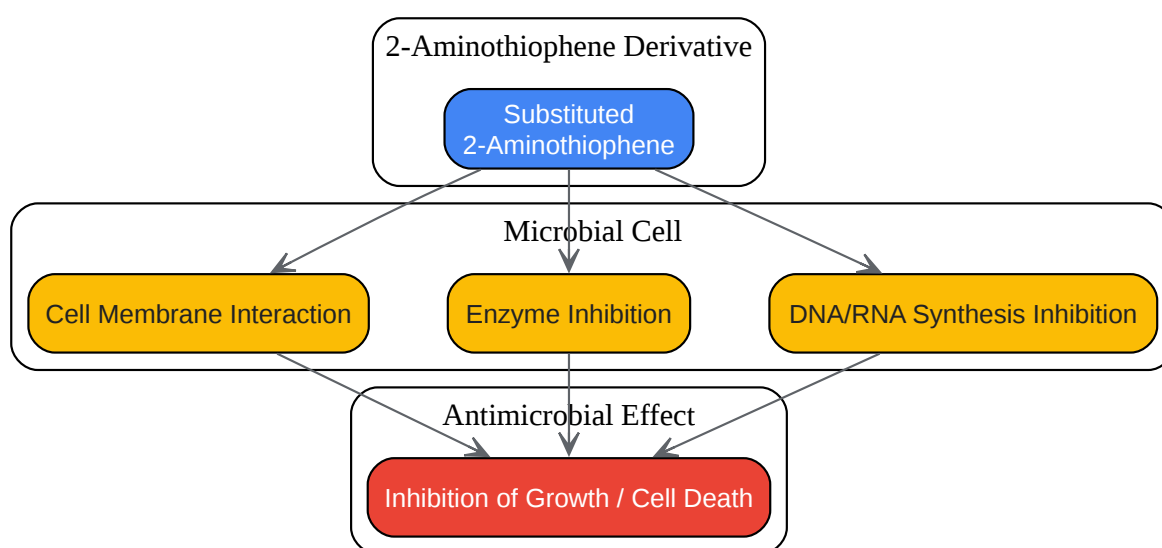 2-Aminothiophene Derivative
Substituted
2-Aminothiophene
Microbial Cell
Cell Membrane Interaction
Enzyme Inhibition
DNA/RNA Synthesis Inhibition
Antimicrobial Effect
Inhibition of Growth / Cell Death